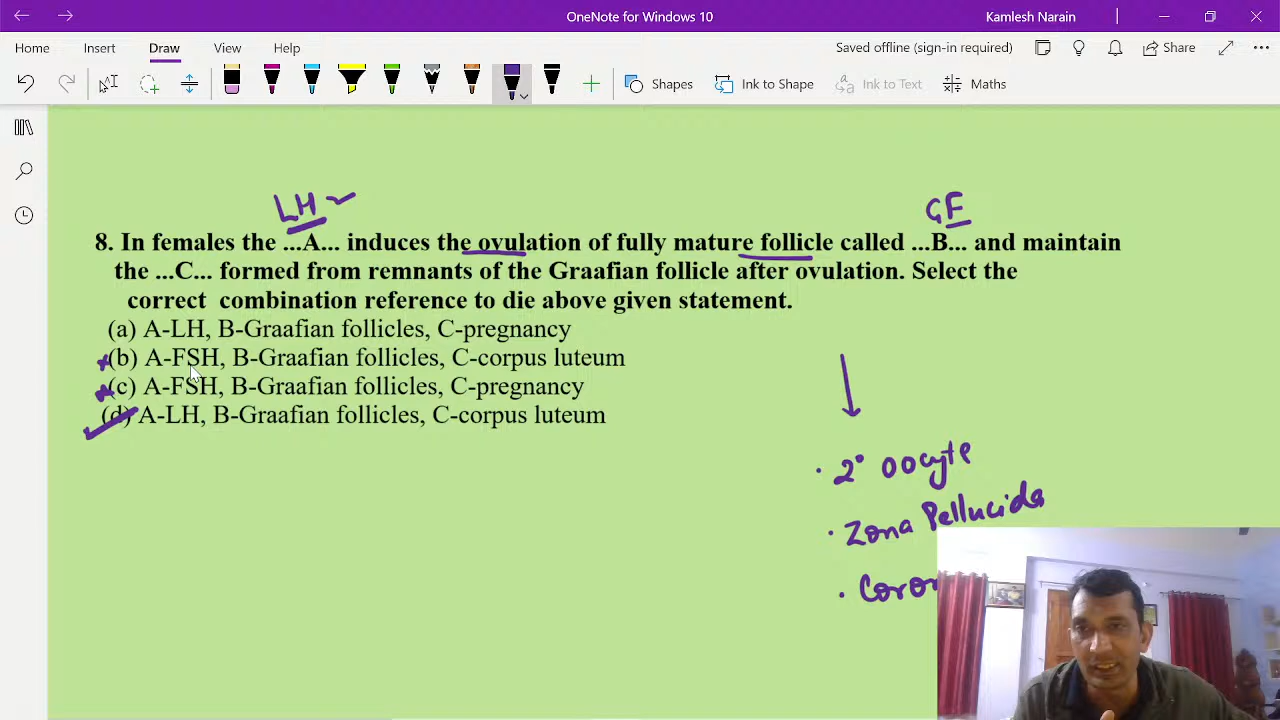 OneNote for Windows 10
Kamlesh Narain
Home Insert Draw View Help
Saved offline (sign-in required)
Share
Shapes
Ink to Shape
Ink to Text
Maths
LH GF
8. In females the ...A... induces the ovulation of fully mature follicle called ...B... and maintain
the ...C... formed from remnants of the Graafian follicle after ovulation. Select the
correct combination reference to die above given statement.
(a) A-LH, B-Graafian follicles, C-pregnancy
(b) A-FSH, B-Graafian follicles, C-corpus luteum
(c) A-FSH, B-Graafian follicles, C-pregnancy
(d) A-LH, B-Graafian follicles, C-corpus luteum
· 2° oocyte
· Zona Pellucida